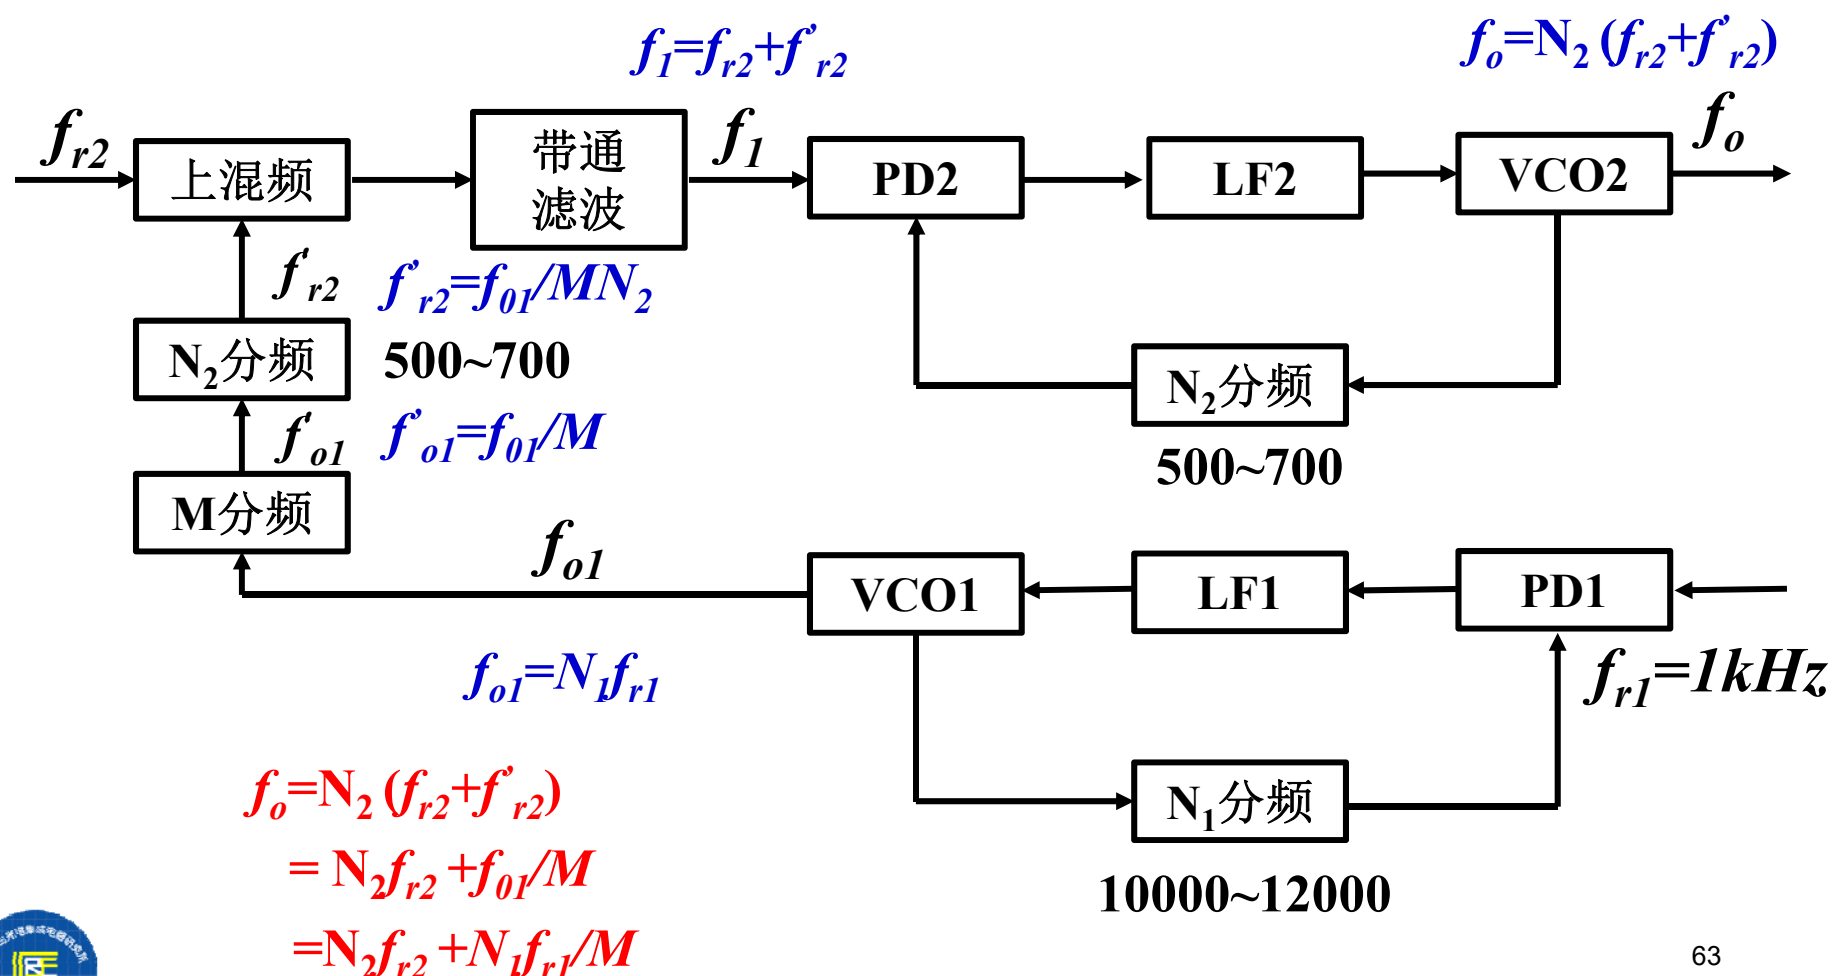 f1=fr2+f’r2
fo=N2 (fr2+f’r2)
fr2
上混频
带通
滤波
f1
PD2
LF2
VCO2
fo
f'r2
f’r2=f01/MN2
N2分频
500~700
N2分频
500~700
f'o1
f’o1=f01/M
M分频
fo1
VCO1
LF1
PD1
fo1=N1fr1
fr1=1kHz
N1分频
10000~12000
fo=N2 (fr2+f’r2)
= N2fr2 +f01/M
=N2fr2 +N1fr1/M
63